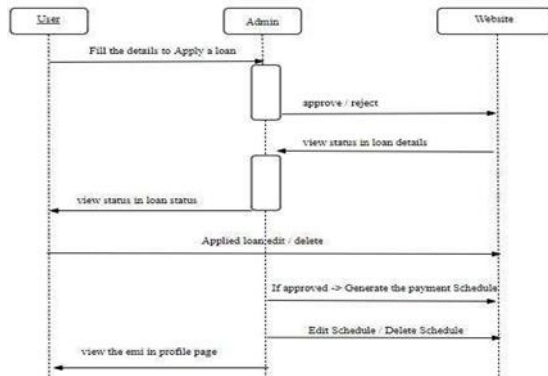 User
Admin
Website
Fill the details to Apply a loan
approve / reject
view status in loan details
view status in loan status
Applied loan edit / delete
If approved -> Generate the payment Schedule
Edit Schedule / Delete Schedule
view the emi in profile page